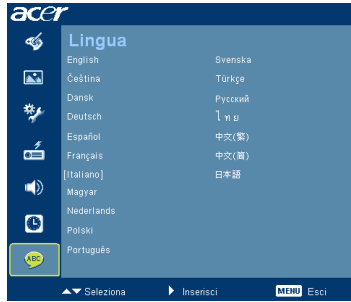 acer
Lingua
English
Čeština
Dansk
Deutsch
Español
Français
[Italiano]
Magyar
Nederlands
Polski
Português
Svenska
Türkçe
Русский
ไทย
中文(繁)
中文(简)
日本語
ABC
Seleziona
Inserisci
MENU Esci